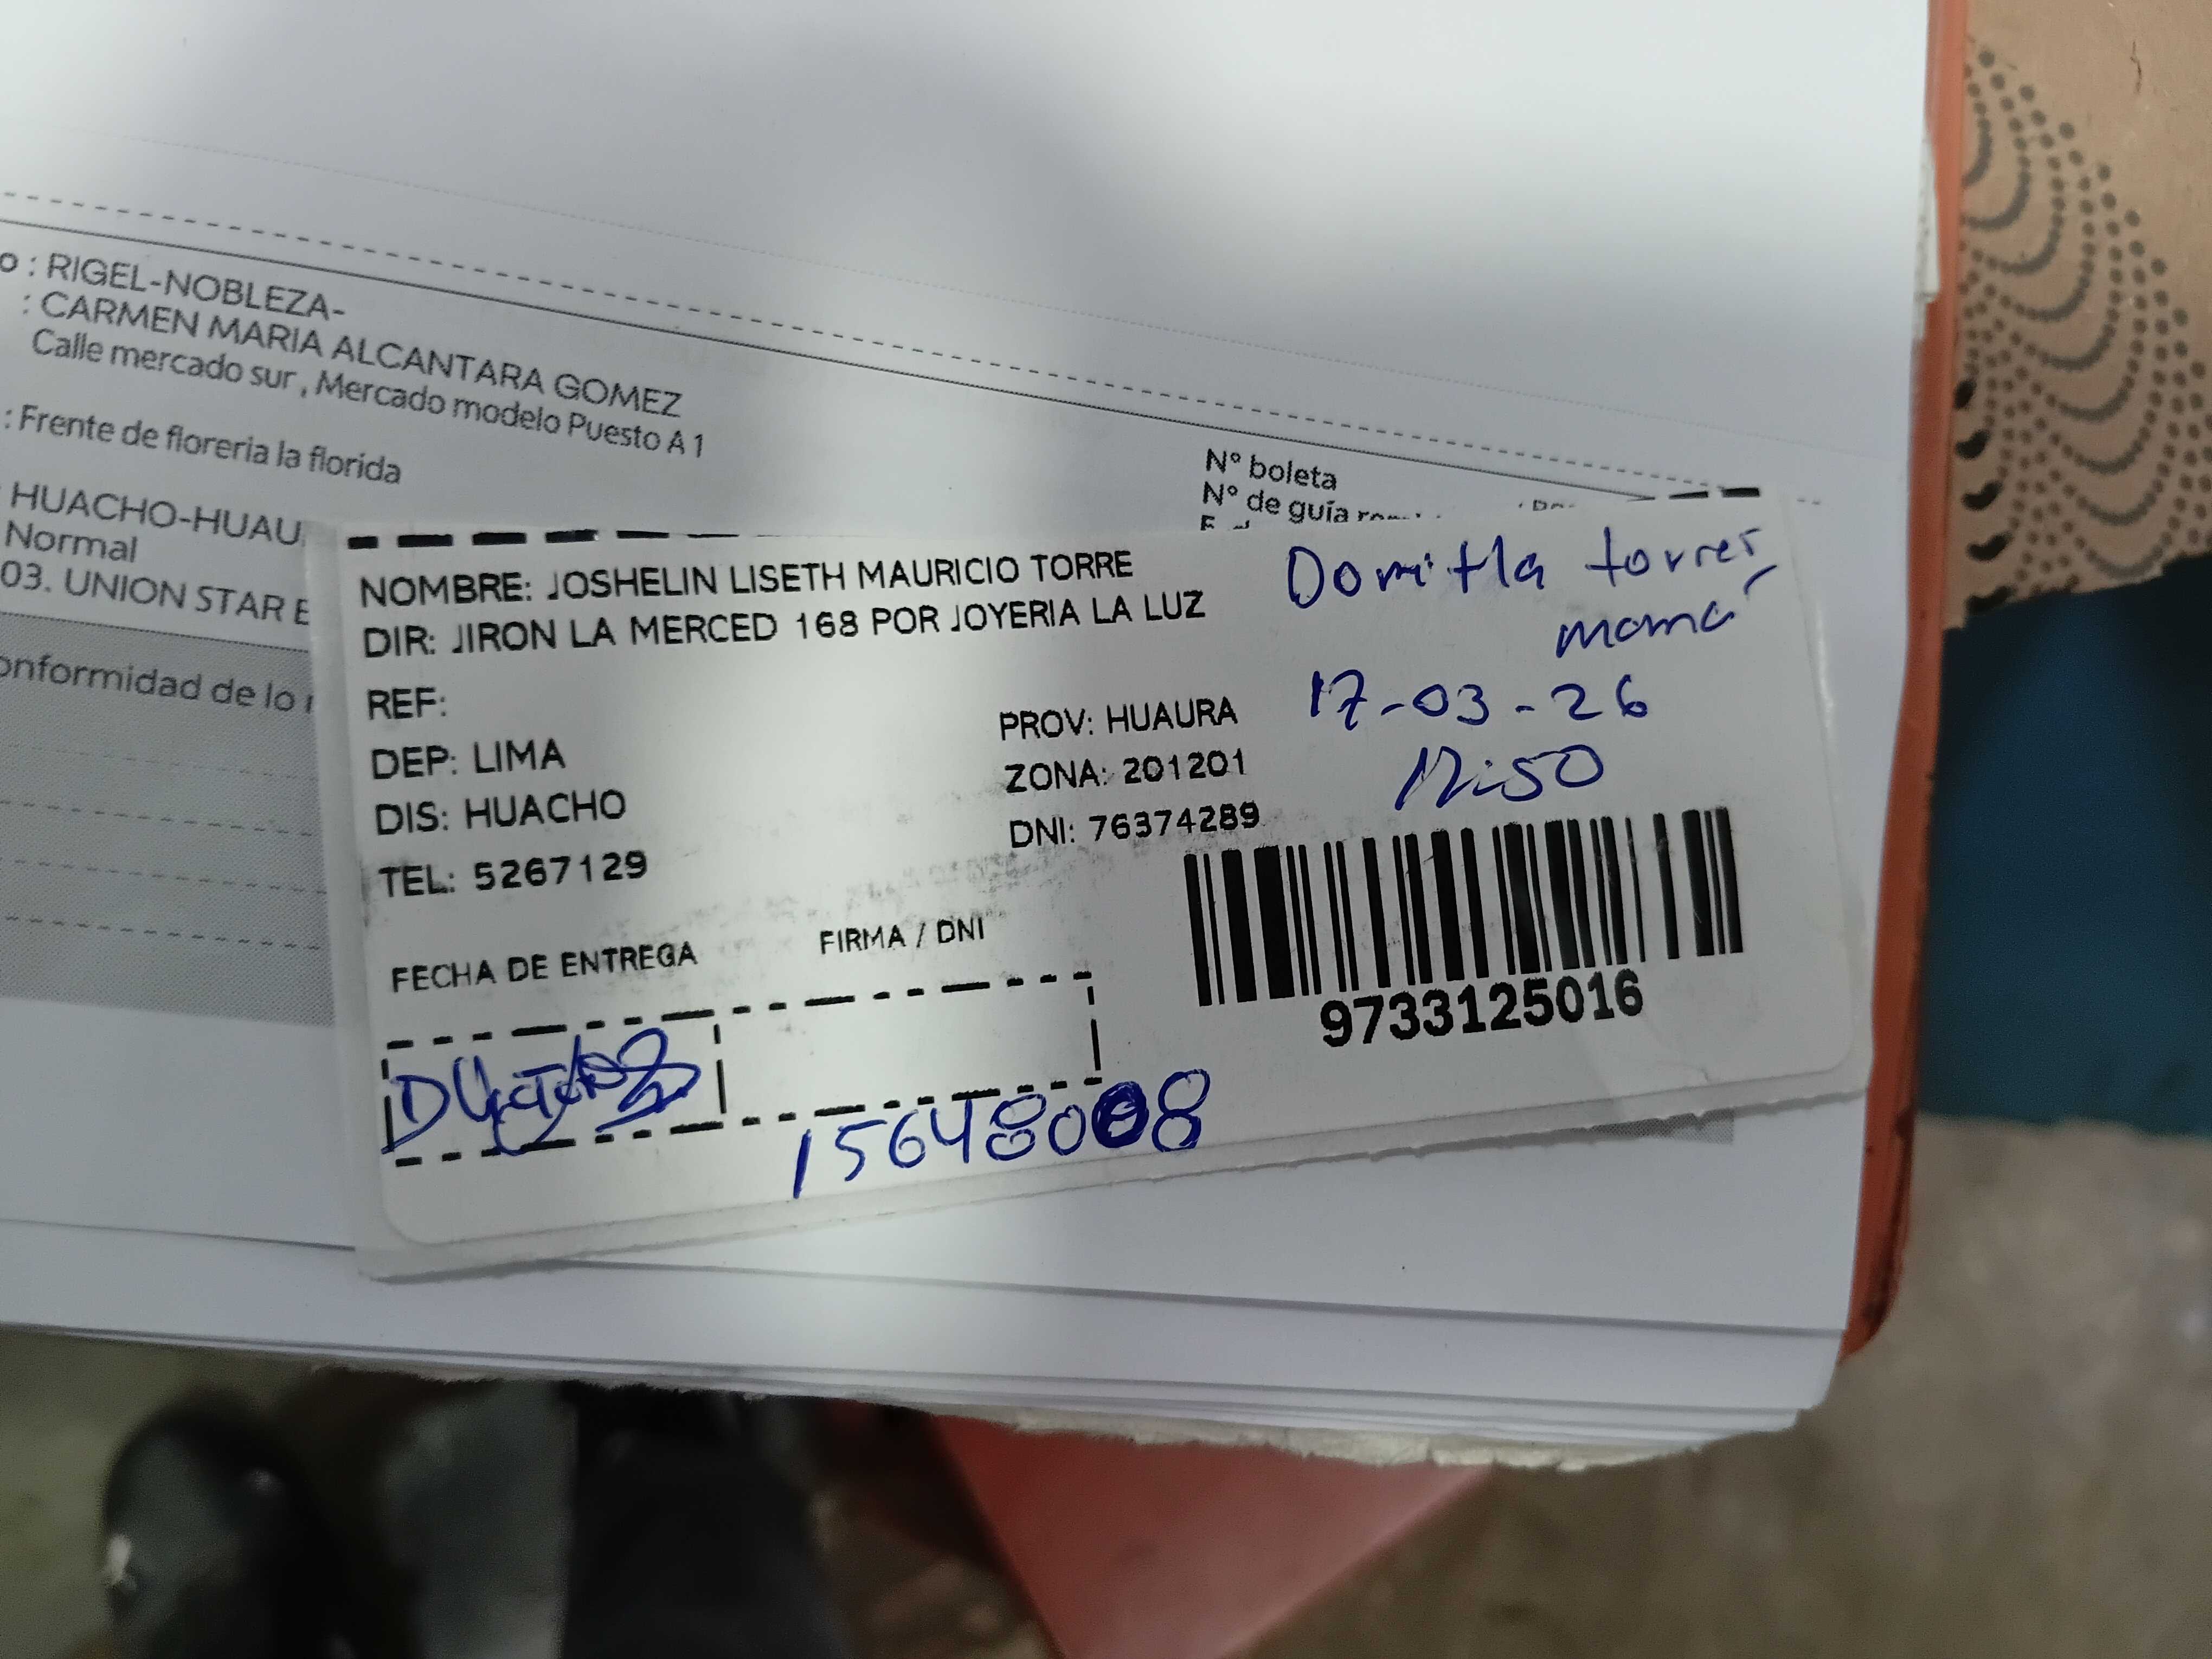 o : RIGEL-NOBLEZA-
: CARMEN MARIA ALCANTARA GOMEZ
Calle mercado sur , Mercado modelo Puesto A 1
: Frente de floreria la florida
HUACHO-HUAU
Normal
03. UNION STAR E
onformidad de lo r
N° boleta
N° de guía
NOMBRE: JOSHELIN LISETH MAURICIO TORRE
DIR: JIRON LA MERCED 168 POR JOYERIA LA LUZ
REF:
DEP: LIMA
PROV: HUAURA
DIS: HUACHO
ZONA: 201201
TEL: 5267129
DNI: 76374289
Domitla torres
mamá
17-03-26
12:50
FECHA DE ENTREGA
FIRMA / DNI
9733125016
15648008